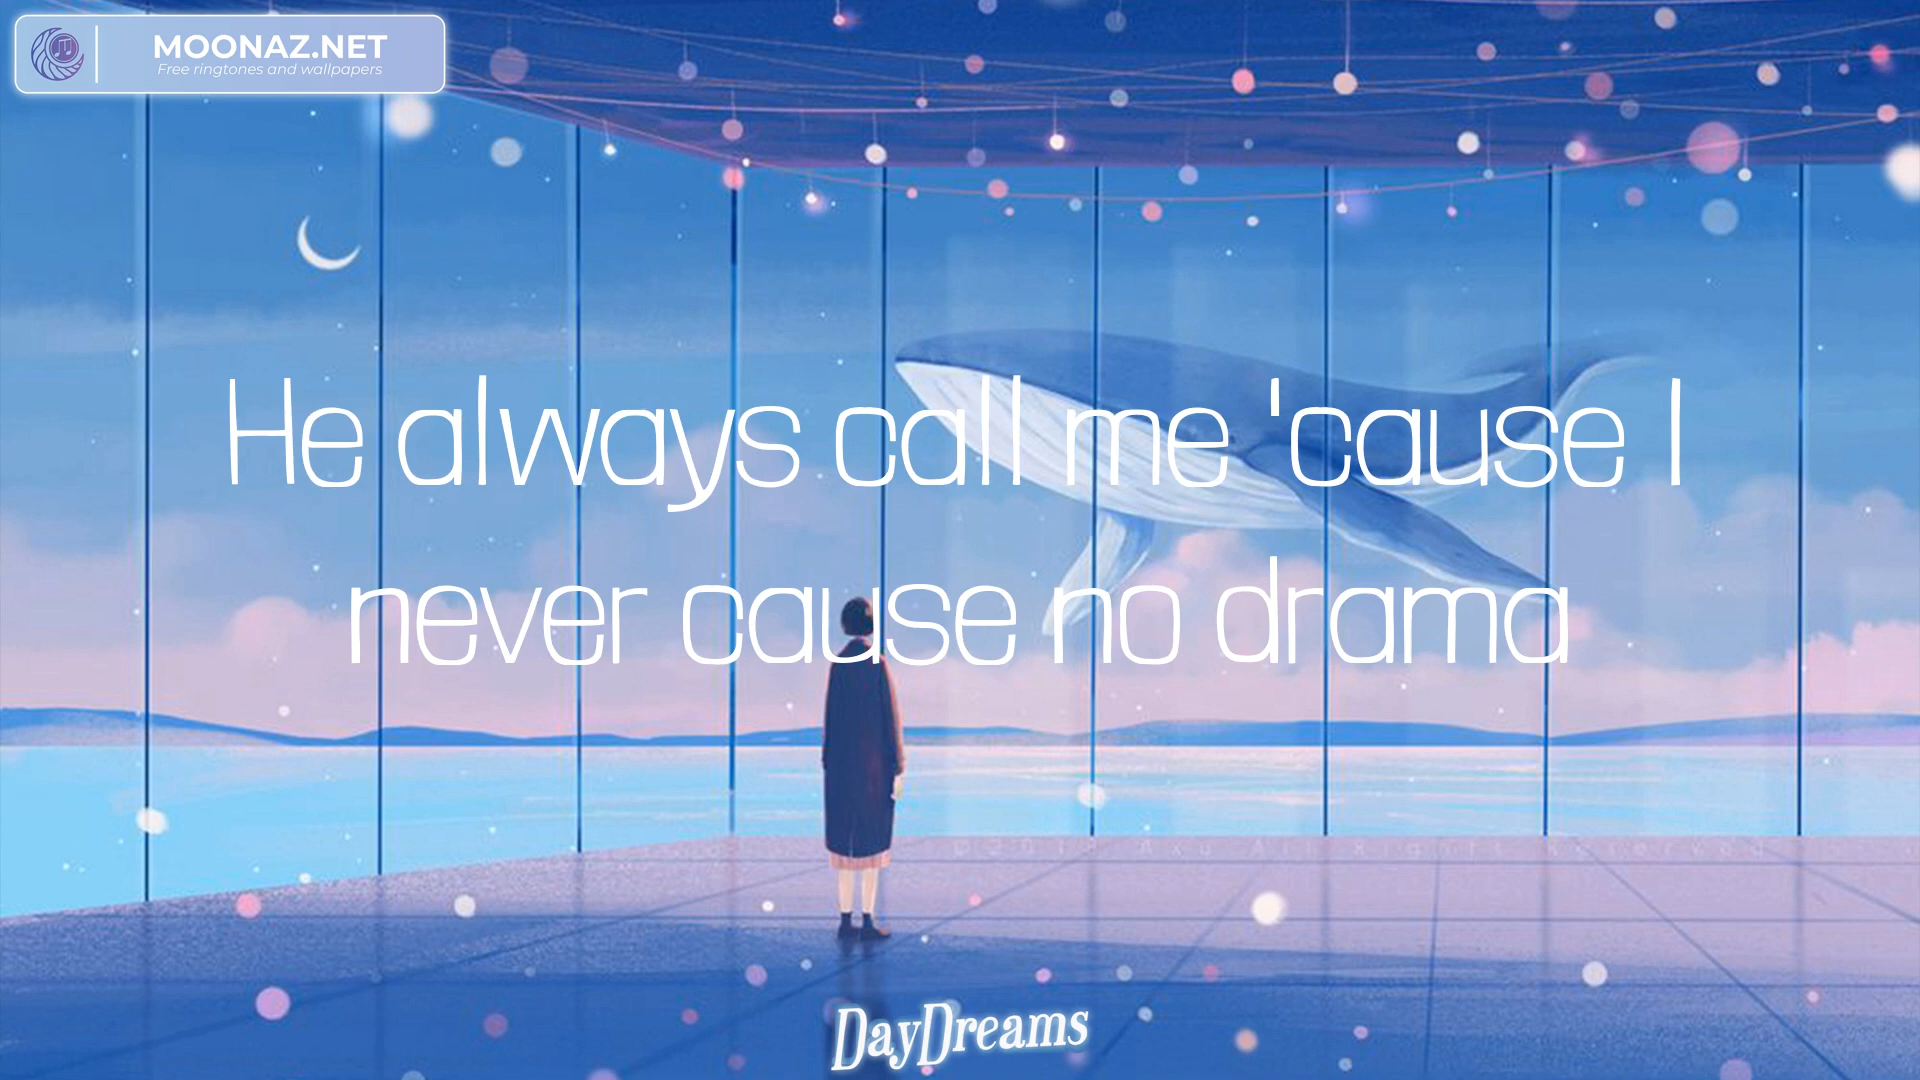 MOONAZ.NET
Free ringtones and wallpapers
He always call me 'cause I
never cause no drama
DayDreams